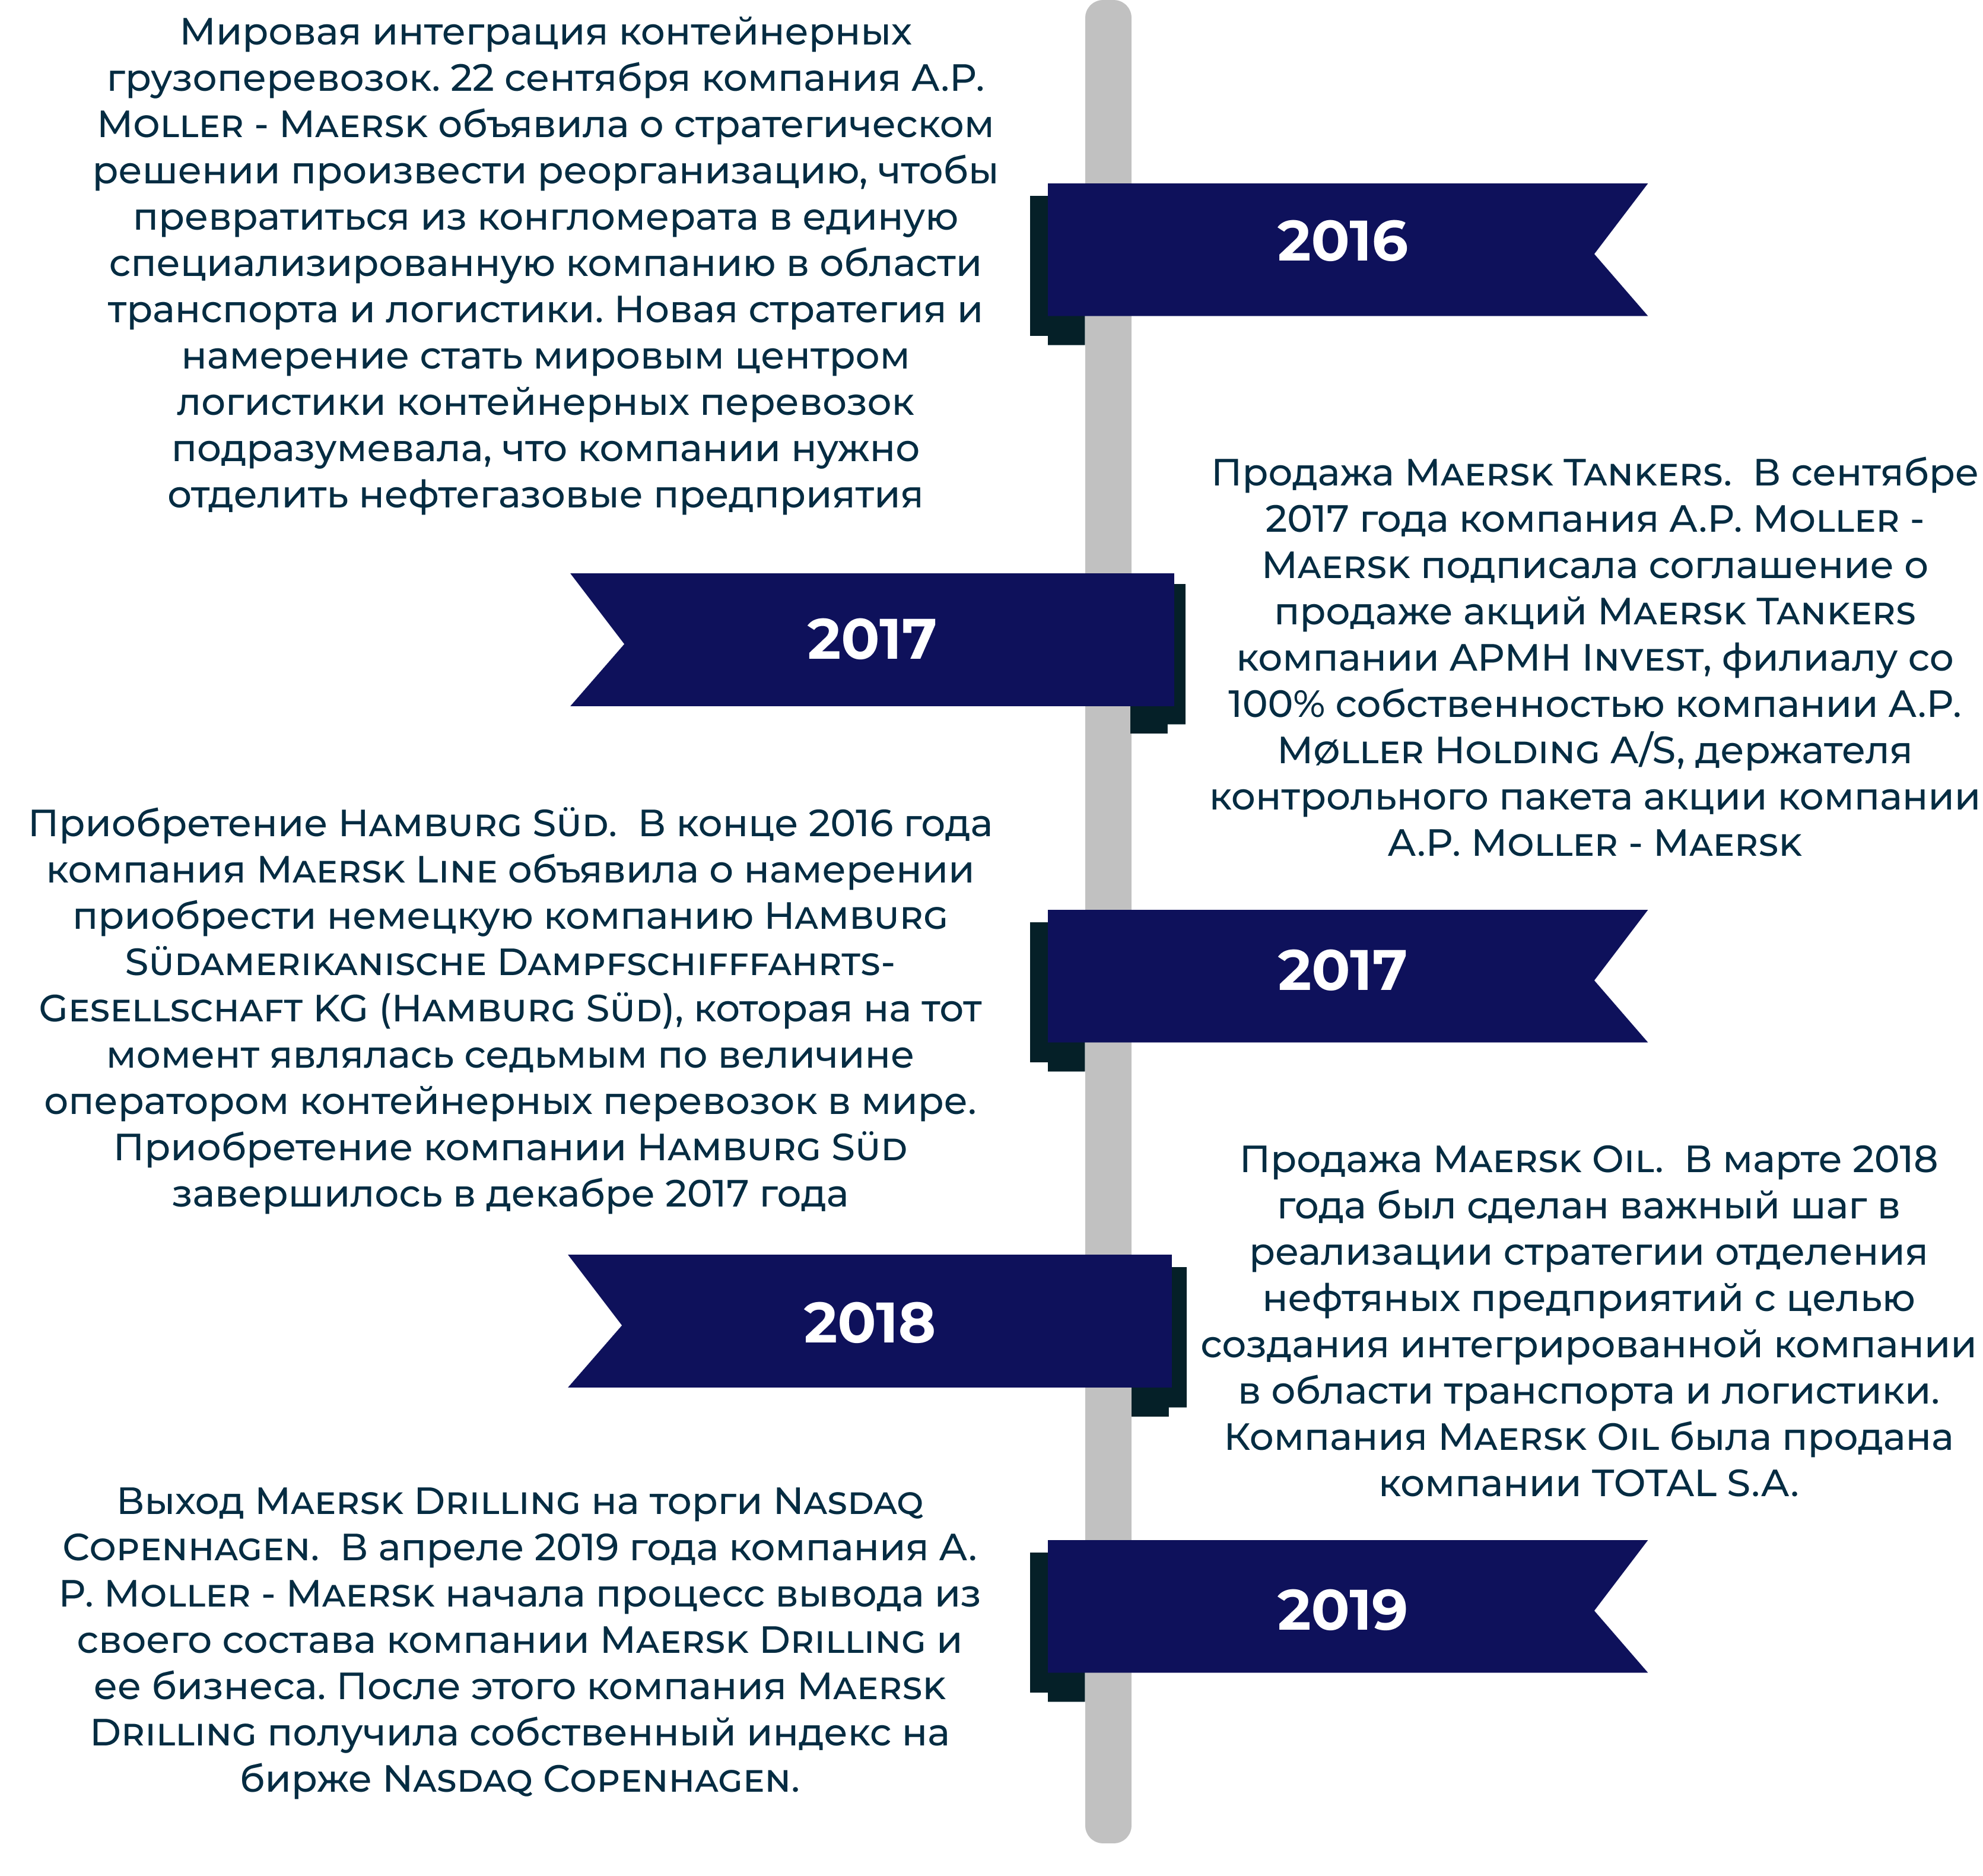 Мировая интеграция контейнерных
грузоперевозок. 22 сентября компания A.P.
Moller - Maersk объявила о стратегическом
решении произвести реорганизацию, чтобы
превратиться из конгломерата в единую
специализированную компанию в области
транспорта и логистики. Новая стратегия и
намерение стать мировым центром
логистики контейнерных перевозок
подразумевала, что компании нужно
отделить нефтегазовые предприятия
2016
Продажа Maersk Tankers.  В сентябре
2017 года компания A.P. Moller -
Maersk подписала соглашение о
продаже акций Maersk Tankers
компании APMH Invest, филиалу со
100% собственностью компании A.P.
Møller Holding A/S, держателя
контрольного пакета акции компании
A.P. Moller - Maersk
2017
Приобретение Hamburg Süd.  В конце 2016 года
компания Maersk Line объявила о намерении
приобрести немецкую компанию Hamburg
Südamerikanische Dampfschifffahrts-
Gesellschaft KG (Hamburg Süd), которая на тот
момент являлась седьмым по величине
оператором контейнерных перевозок в мире.
Приобретение компании Hamburg Süd
завершилось в декабре 2017 года
2017
Продажа Maersk Oil.  В марте 2018
года был сделан важный шаг в
реализации стратегии отделения
нефтяных предприятий с целью
создания интегрированной компании
в области транспорта и логистики.
Компания Maersk Oil была продана
компании TOTAL S.A.
2018
Выход Maersk Drilling на торги Nasdaq
Copenhagen.  В апреле 2019 года компания A.
P. Moller - Maersk начала процесс вывода из
своего состава компании Maersk Drilling и
ее бизнеса. После этого компания Maersk
Drilling получила собственный индекс на
бирже Nasdaq Copenhagen.
2019